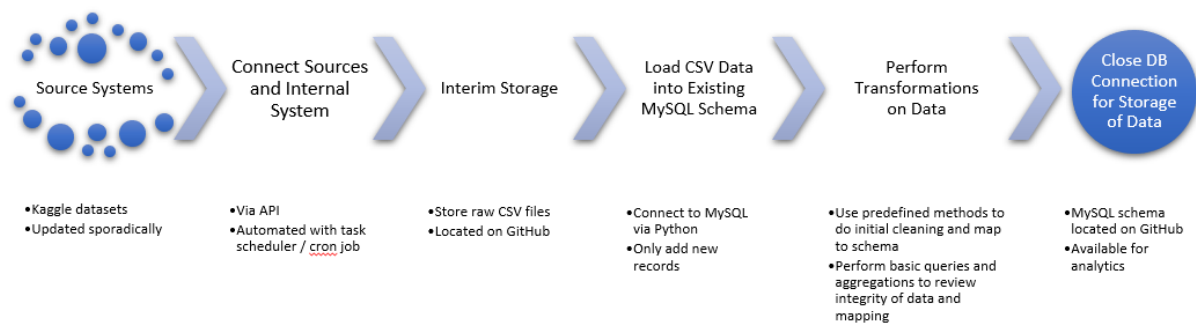 Source Systems
Connect Sources
and Internal
System
Interim Storage
Load CSV Data
into Existing
MySQL Schema
Perform
Transformations
on Data
Close DB
Connection
for Storage
of Data
•Kaggle datasets
•Updated sporadically
•Via API
•Automated with task
scheduler / cron job
•Store raw CSV files
•Located on GitHub
•Connect to MySQL
via Python
•Only add new
records
•Use predefined methods to
do initial cleaning and map
to schema
•Perform basic queries and
aggregations to review
integrity of data and
mapping
•MySQL schema
located on GitHub
•Available for
analytics